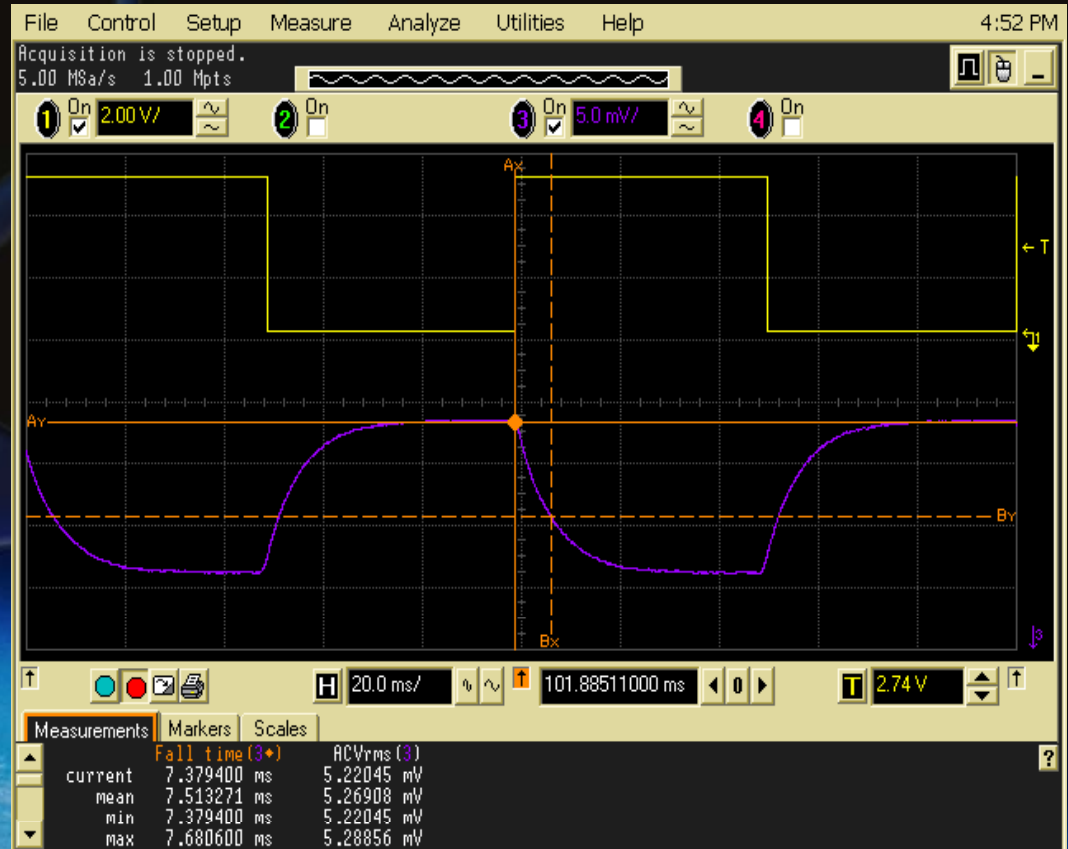 File Control Setup Measure Analyze Utilities Help 4:52 PM
Acquisition is stopped.
5.00 MSa/s 1.00 Mpts
1 On 2.00 V/ 2 On 3 On 5.0 mV/ 4 On
Ax
T
1
Ay
By
Bx
3
H 20.0 ms/ 101.88511000 ms 0 T 2.74 V
Measurements Markers Scales
Fall time(3) ACVrms(3) ?
current 7.379400 ms 5.22045 mV
mean 7.513271 ms 5.26908 mV
min 7.379400 ms 5.22045 mV
max 7.680600 ms 5.28856 mV